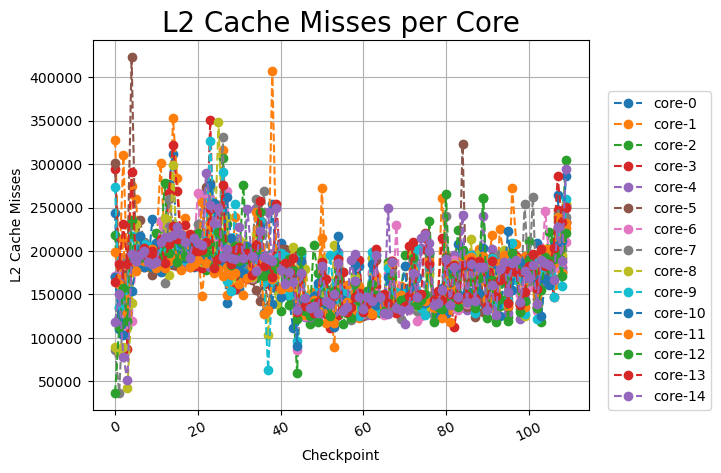 L2 Cache Misses per Core
L2 Cache Misses
400000
350000
300000
250000
200000
150000
100000
50000
0
20
40
60
80
100
Checkpoint
core-0
core-1
core-2
core-3
core-4
core-5
core-6
core-7
core-8
core-9
core-10
core-11
core-12
core-13
core-14